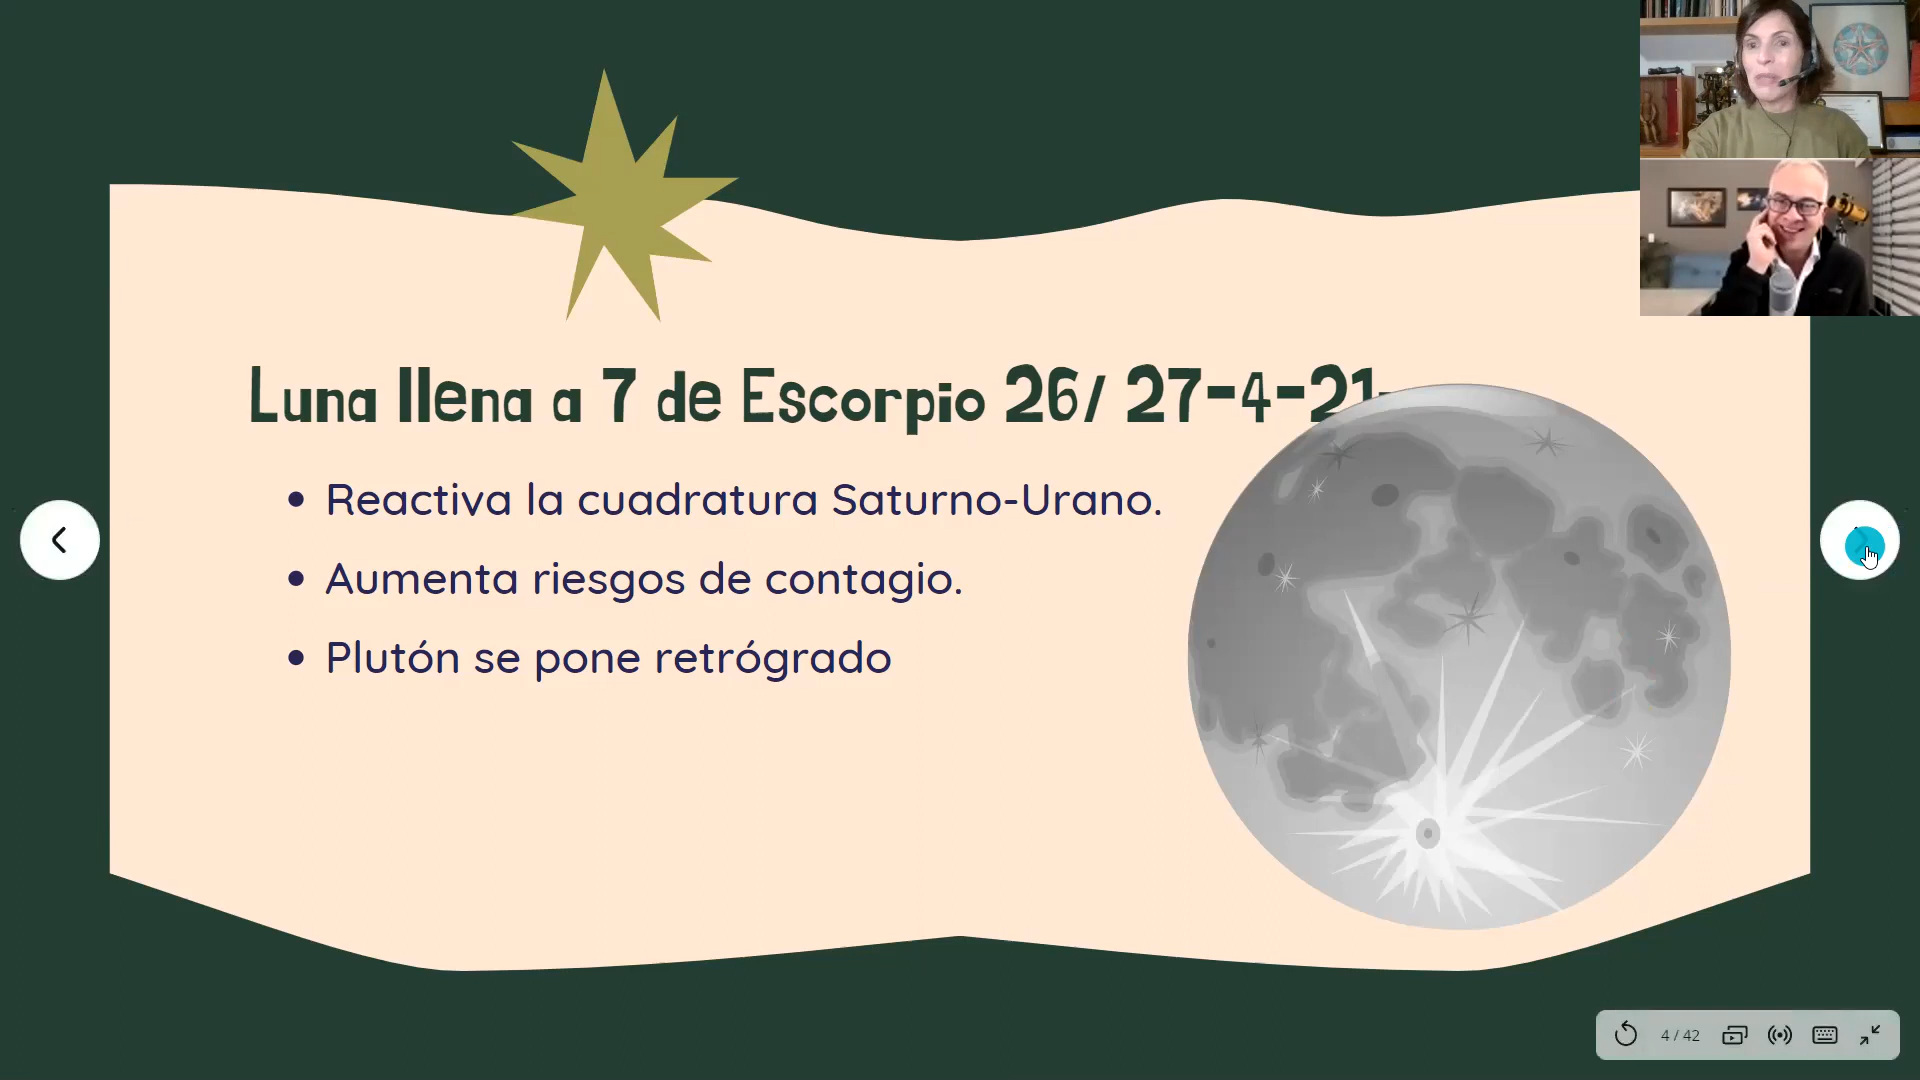 Luna llena a 7 de Escorpio 26/ 27-4-21
Reactiva la cuadratura Saturno-Urano.
Aumenta riesgos de contagio.
Plutón se pone retrógrado
4 / 42